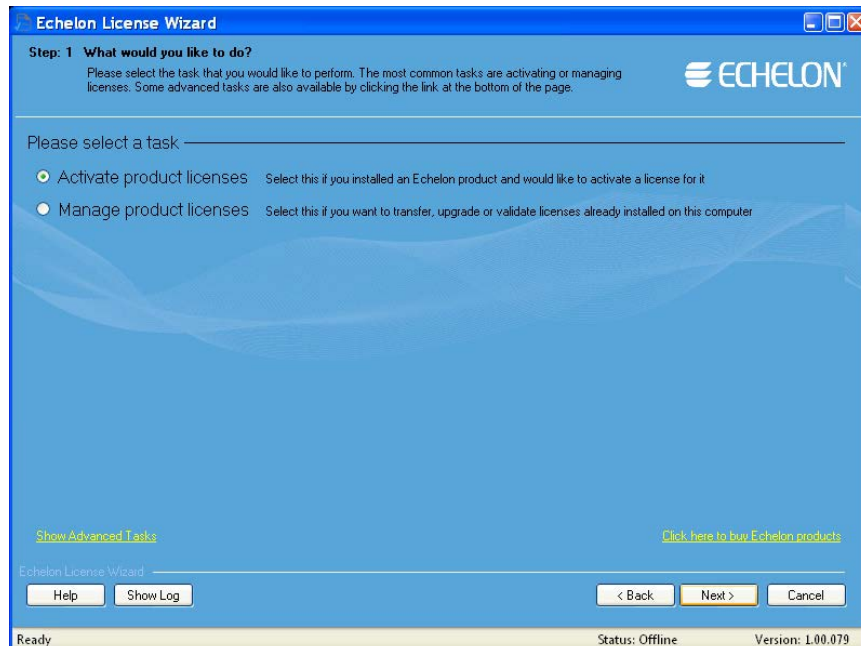 Echelon License Wizard
Step: 1 What would you like to do?
Please select the task that you would like to perform. The most common tasks are activating or managing
licenses. Some advanced tasks are also available by clicking the link at the bottom of the page.
ECHELON
Please select a task
Activate product licenses Select this if you installed an Echelon product and would like to activate a license for it
Manage product licenses Select this if you want to transfer, upgrade or validate licenses already installed on this computer
Show Advanced Tasks Click here to buy Echelon products
Echelon License Wizard
Help Show Log < Back Next > Cancel
Ready Status: Offline Version: 1.00.079